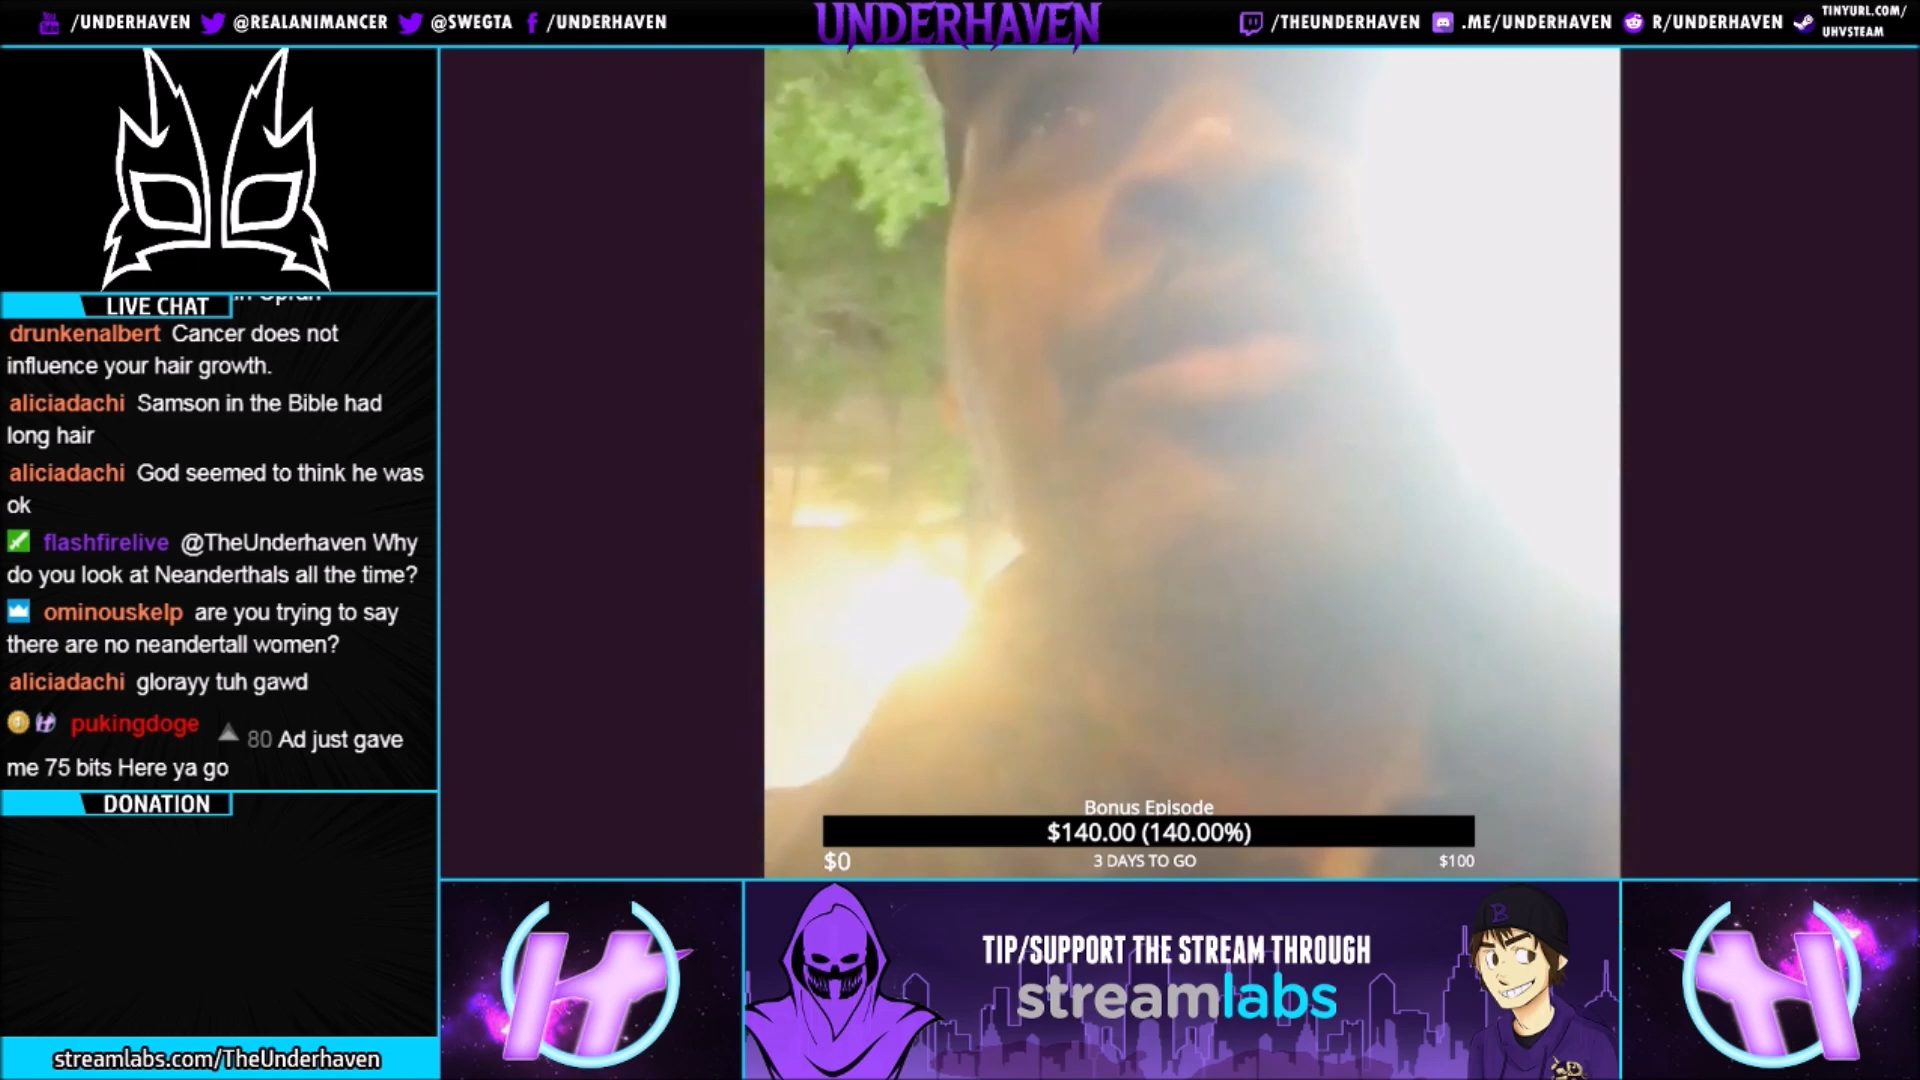 /UNDERHAVEN @REALANIMANCER @SWEGTA /UNDERHAVEN
UNDERHAVEN
/THEUNDERHAVEN .ME/UNDERHAVEN R/UNDERHAVEN
TINYURL.COM/
UHVSTEAM
LIVE CHAT
drunkenalbert Cancer does not
influence your hair growth.
aliciadachi Samson in the Bible had
long hair
aliciadachi God seemed to think he was
ok
flashfirelive @TheUnderhaven Why
do you look at Neanderthals all the time?
ominouskelp are you trying to say
there are no neandertall women?
aliciadachi glorayy tuh gawd
pukingdoge 80 Ad just gave
me 75 bits Here ya go
DONATION
streamlabs.com/TheUnderhaven
Bonus Episode
$140.00 (140.00%)
$0 3 DAYS TO GO $100
TIP/SUPPORT THE STREAM THROUGH
streamlabs
B